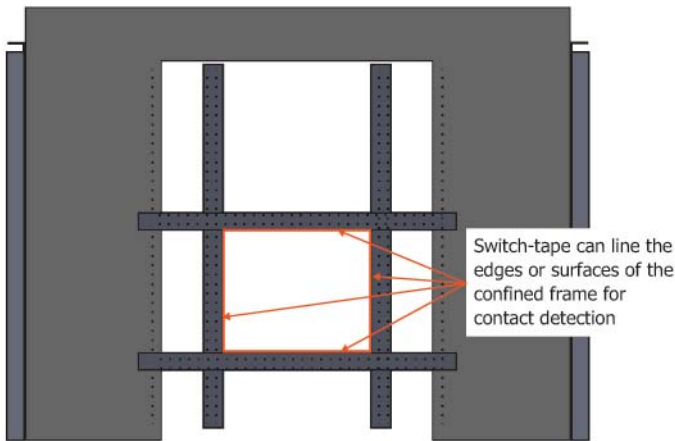 Switch-tape can line the
edges or surfaces of the
confined frame for
contact detection